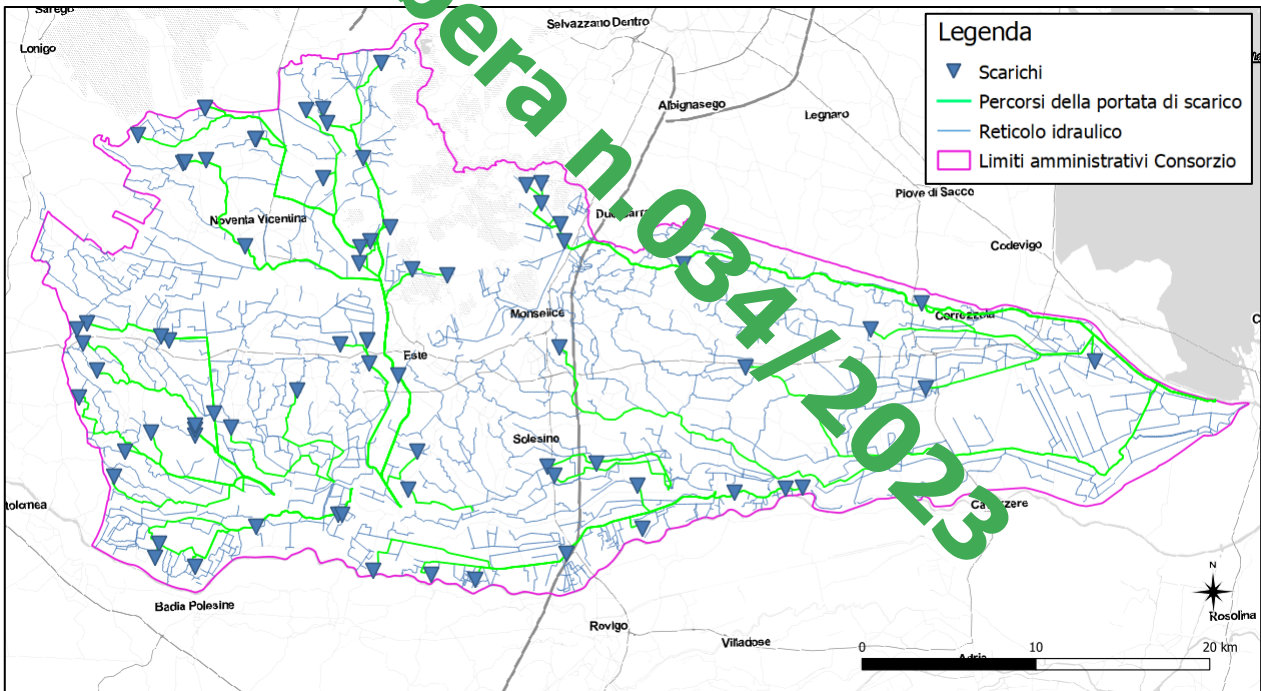 Sarego
Lonigo
Selvazzano Dentro
Albignasego
Legnaro
Legenda
Scarichi
Percorsi della portata di scarico
Reticolo idraulico
Limiti amministrativi Consorzio
Piove di Sacco
Codevigo
Noventa Vicentina
bera n.034/2023
Monselice
Correzzola
Este
Solesino
Badia Polesine
Rovigo
Villadose
Adria
N
Rosolina
0 10 20 km